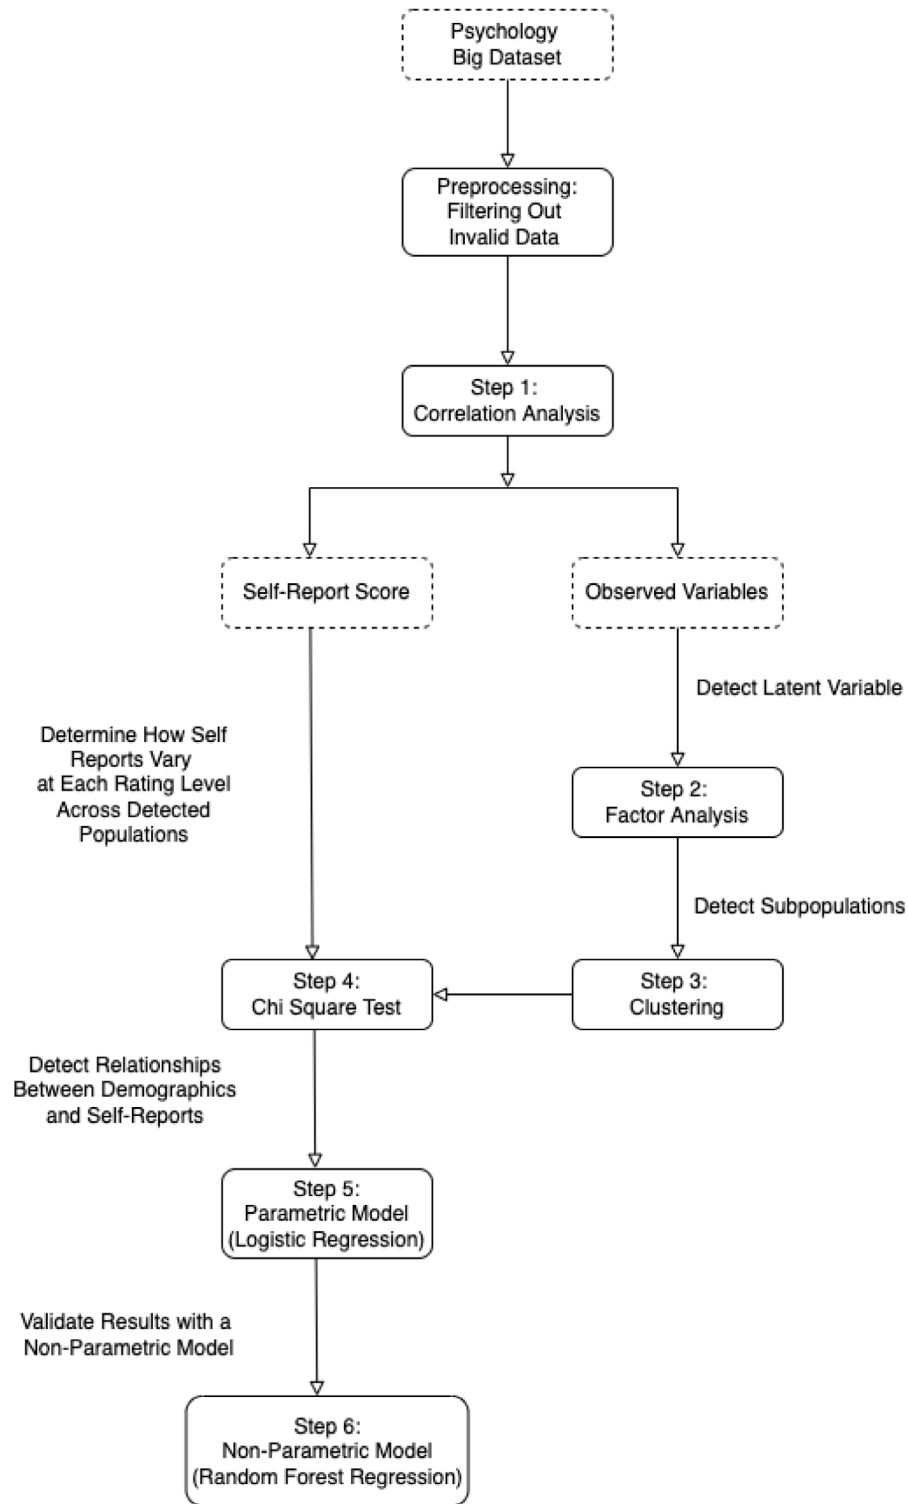 Psychology
Big Dataset
Preprocessing:
Filtering Out
Invalid Data
Step 1:
Correlation Analysis
Self-Report Score
Observed Variables
Detect Latent Variable
Determine How Self
Reports Vary
at Each Rating Level
Across Detected
Populations
Step 2:
Factor Analysis
Detect Subpopulations
Step 4:
Chi Square Test
Step 3:
Clustering
Detect Relationships
Between Demographics
and Self-Reports
Step 5:
Parametric Model
(Logistic Regression)
Validate Results with a
Non-Parametric Model
Step 6:
Non-Parametric Model
(Random Forest Regression)